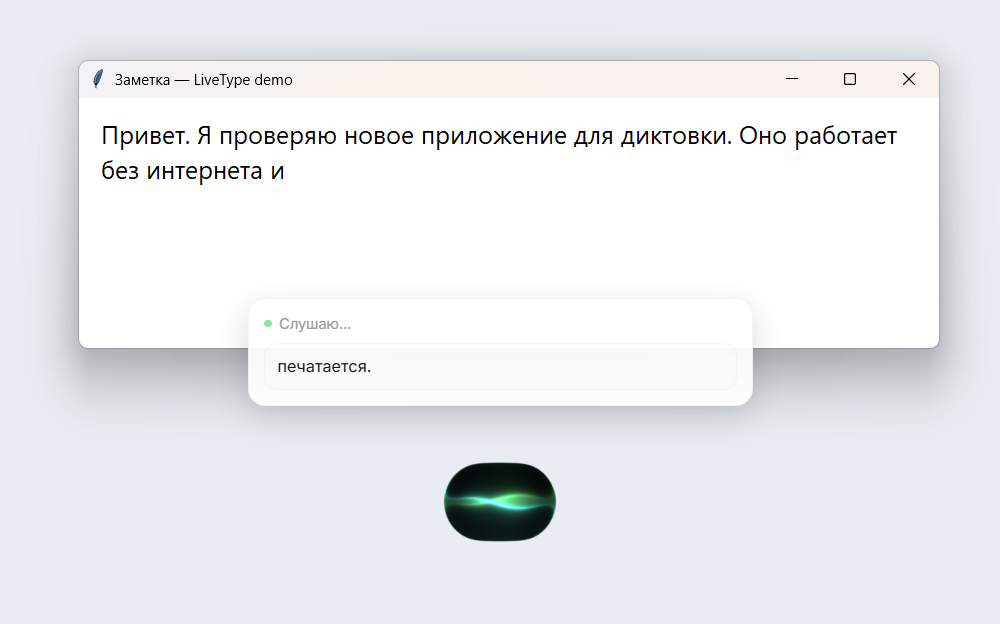 Заметка — LiveType demo
Привет. Я проверяю новое приложение для диктовки. Оно работает
без интернета и
Слушаю...
печатается.